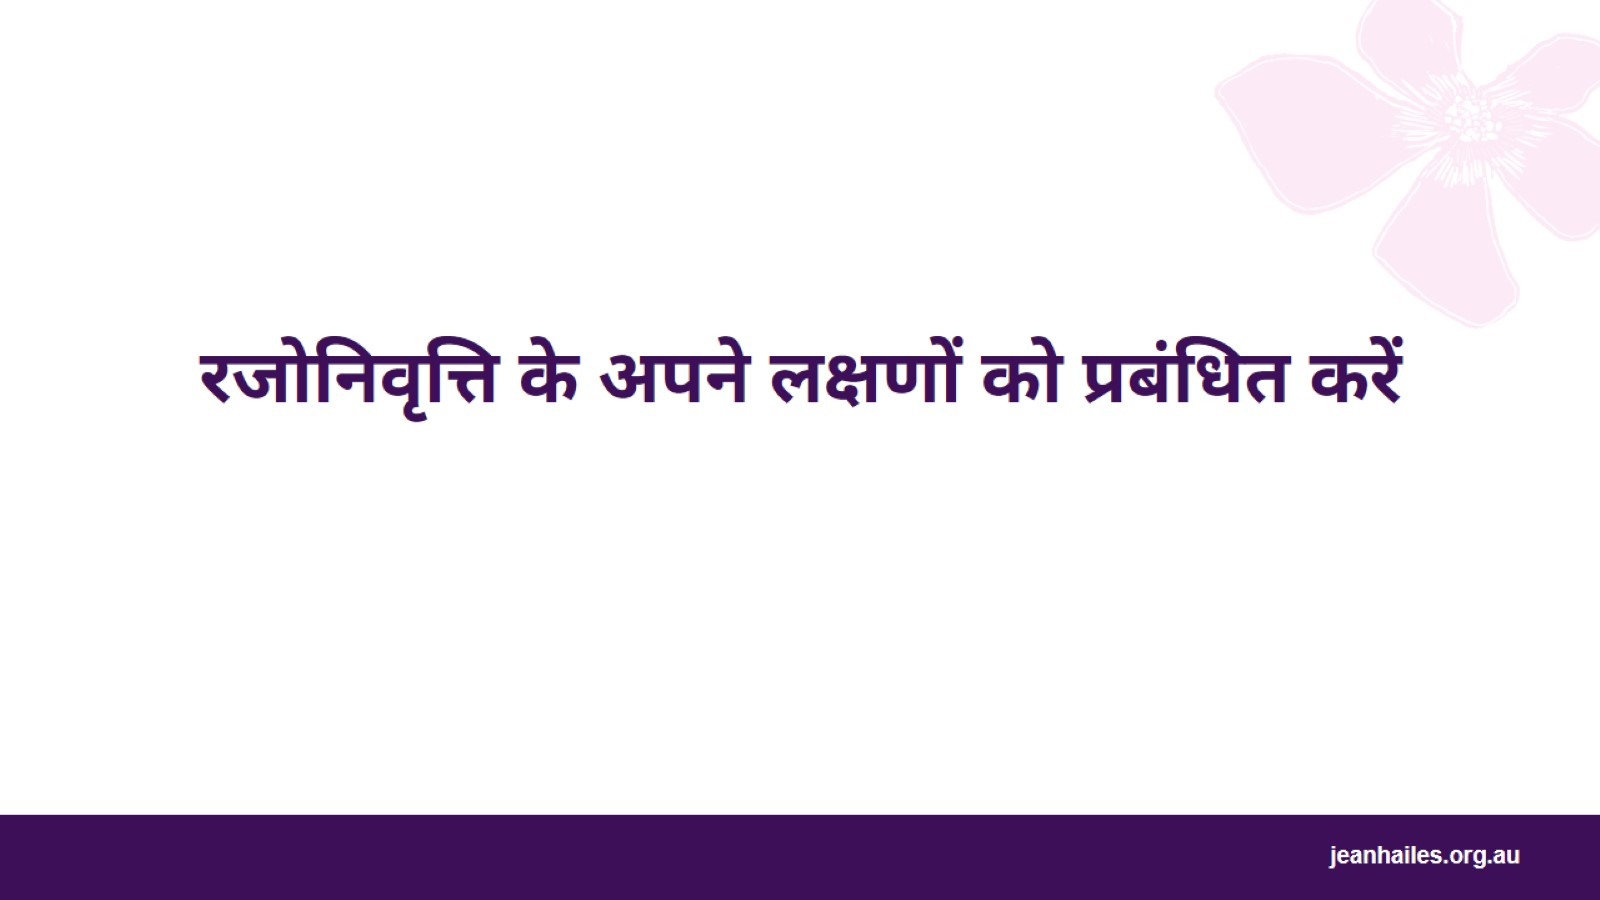 रजोनिवृत्ति के अपने लक्षणों को प्रबंधित करें
jeanhailes.org.au